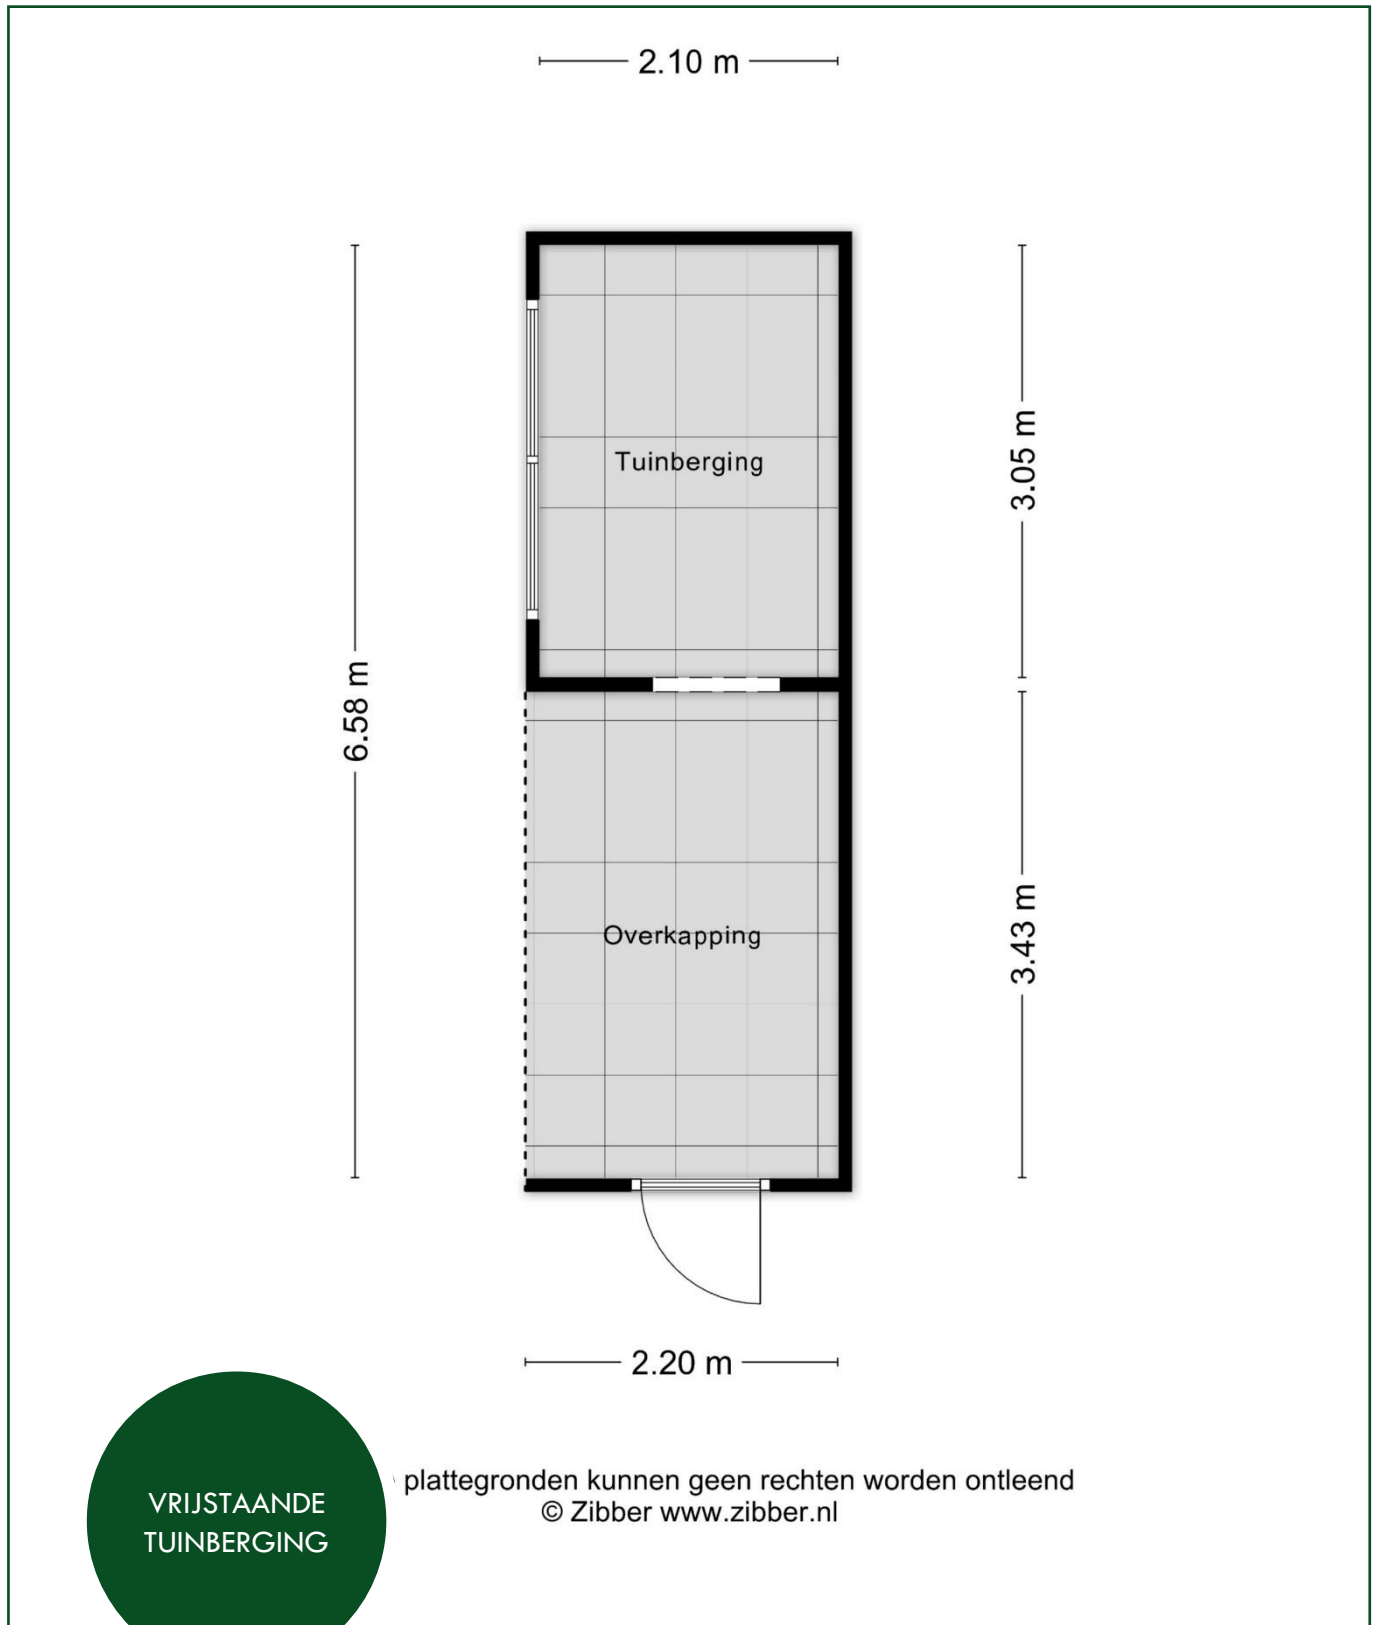 2.10 m
3.05 m
Tuinberging
6.58 m
3.43 m
Overkapping
2.20 m
plattegronden kunnen geen rechten worden ontleend
© Zibber www.zibber.nl
VRIJSTAANDE
TUINBERGING